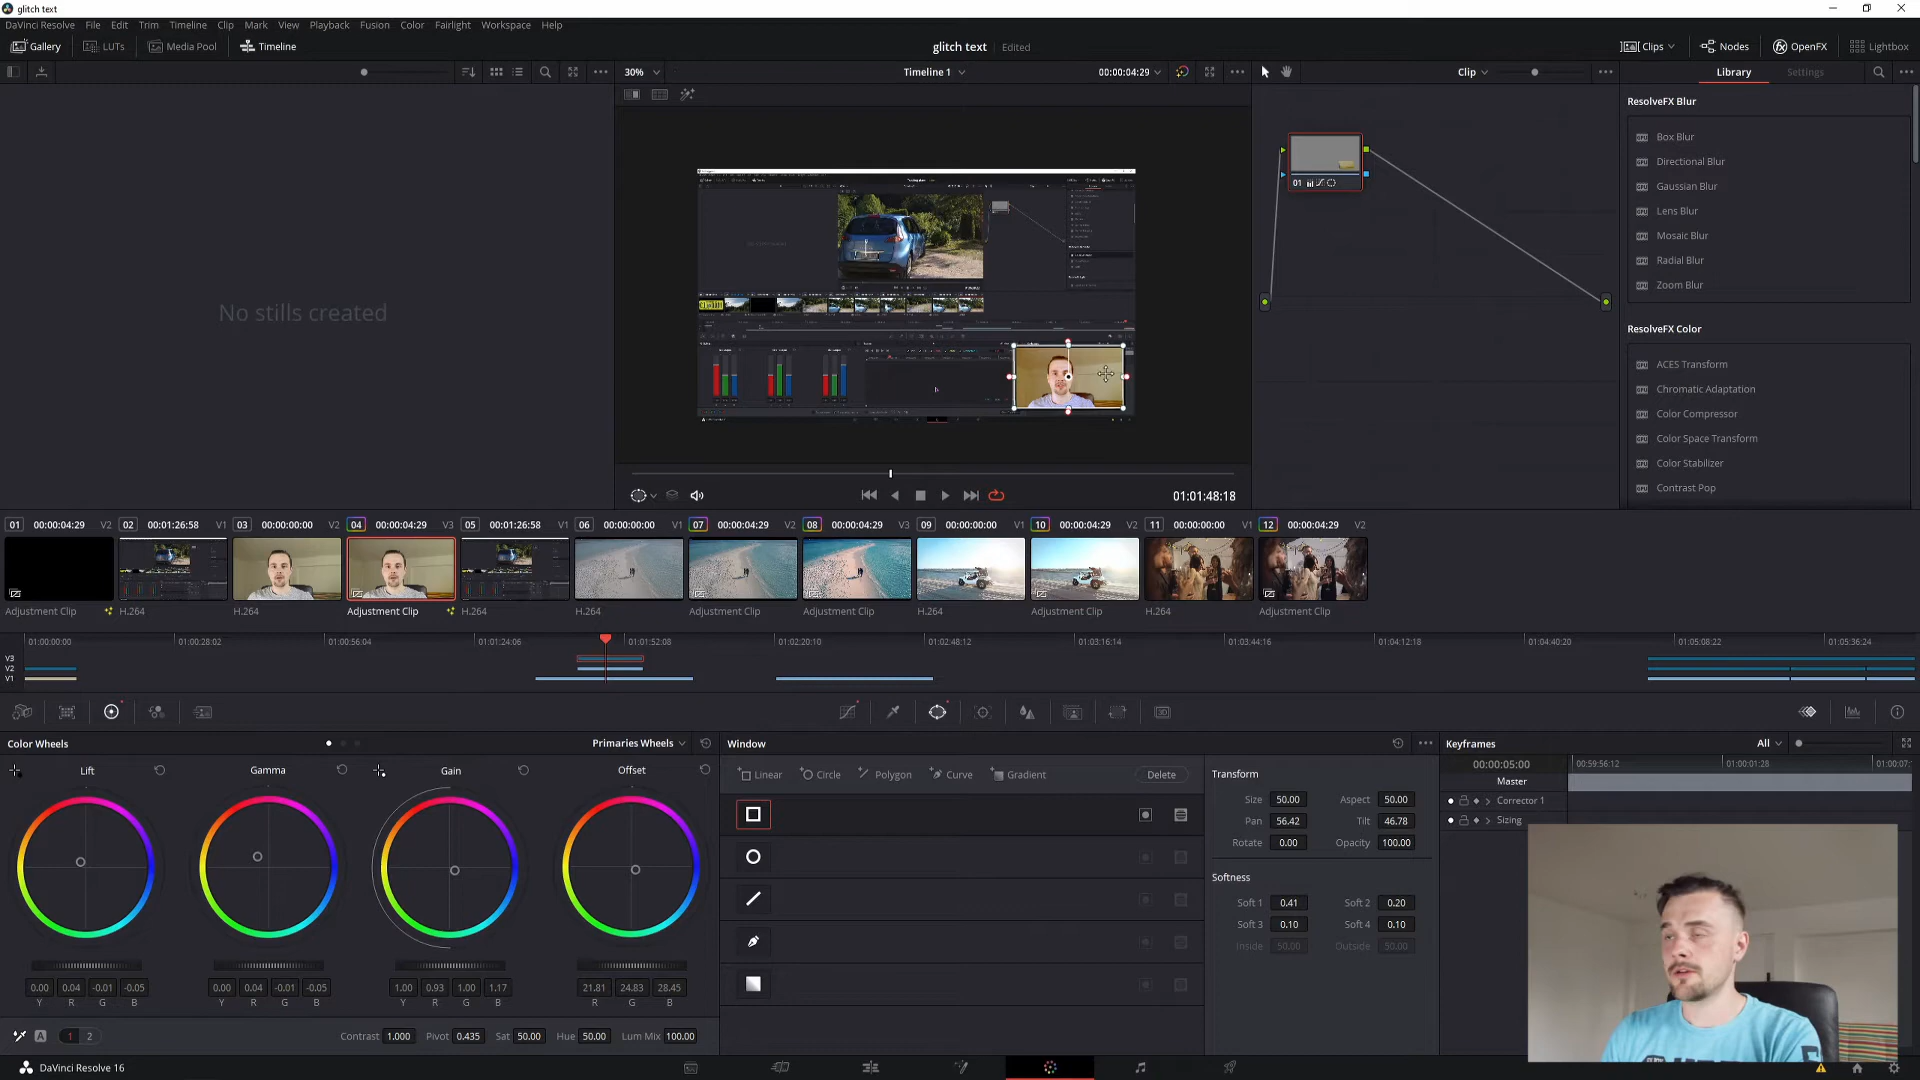 glitch text
DaVinci Resolve File Edit Trim Timeline Clip Mark View Playback Fusion Color Fairlight Workspace Help
Gallery LUTs Media Pool Timeline glitch text Edited Clips Nodes OpenFX Lightbox
30% Timeline 1 00:00:04:29 Clip Library Settings
ResolveFX Blur
Box Blur
Directional Blur
Gaussian Blur
Lens Blur
Mosaic Blur
Radial Blur
Zoom Blur
ResolveFX Color
ACES Transform
Chromatic Adaptation
Color Compressor
Color Space Transform
Color Stabilizer
Contrast Pop
01
No stills created
01:01:48:18
01 00:00:04:29 V2 02 00:01:26:58 V1 03 00:00:00:00 V2 04 00:00:04:29 V3 05 00:01:26:58 V1 06 00:00:00:00 V1 07 00:00:04:29 V2 08 00:00:04:29 V3 09 00:00:00:00 V1 10 00:00:04:29 V2 11 00:00:00:00 V1 12 00:00:04:29 V2
Adjustment Clip H.264 H.264 Adjustment Clip H.264 H.264 Adjustment Clip Adjustment Clip H.264 Adjustment Clip H.264 Adjustment Clip
01:00:00:00 01:00:28:02 01:00:56:04 01:01:24:06 01:01:52:08 01:02:20:10 01:02:48:12 01:03:16:14 01:03:44:16 01:04:12:18 01:04:40:20 01:05:08:22 01:05:36:24
V3
V2
V1
Color Wheels Primaries Wheels Window Keyframes All
Lift Gamma Gain Offset
Linear Circle Polygon Curve Gradient Delete
Transform
Size 50.00 Aspect 50.00
Pan 56.42 Tilt 46.78
Rotate 0.00 Opacity 100.00
Softness
Soft 1 0.41 Soft 2 0.20
Soft 3 0.10 Soft 4 0.10
Inside 50.00 Outside 50.00
00:00:05:00 00:59:56:12 01:00:01:28 01:00:07:
Master
Corrector 1
Sizing
0.00 0.04 -0.01 -0.05 0.00 0.04 -0.01 -0.05 1.00 0.93 1.00 1.17 21.81 24.83 28.45
Y R G B Y R G B Y R G B R G B
A 1 2 Contrast 1.000 Pivot 0.435 Sat 50.00 Hue 50.00 Lum Mix 100.00
DaVinci Resolve 16